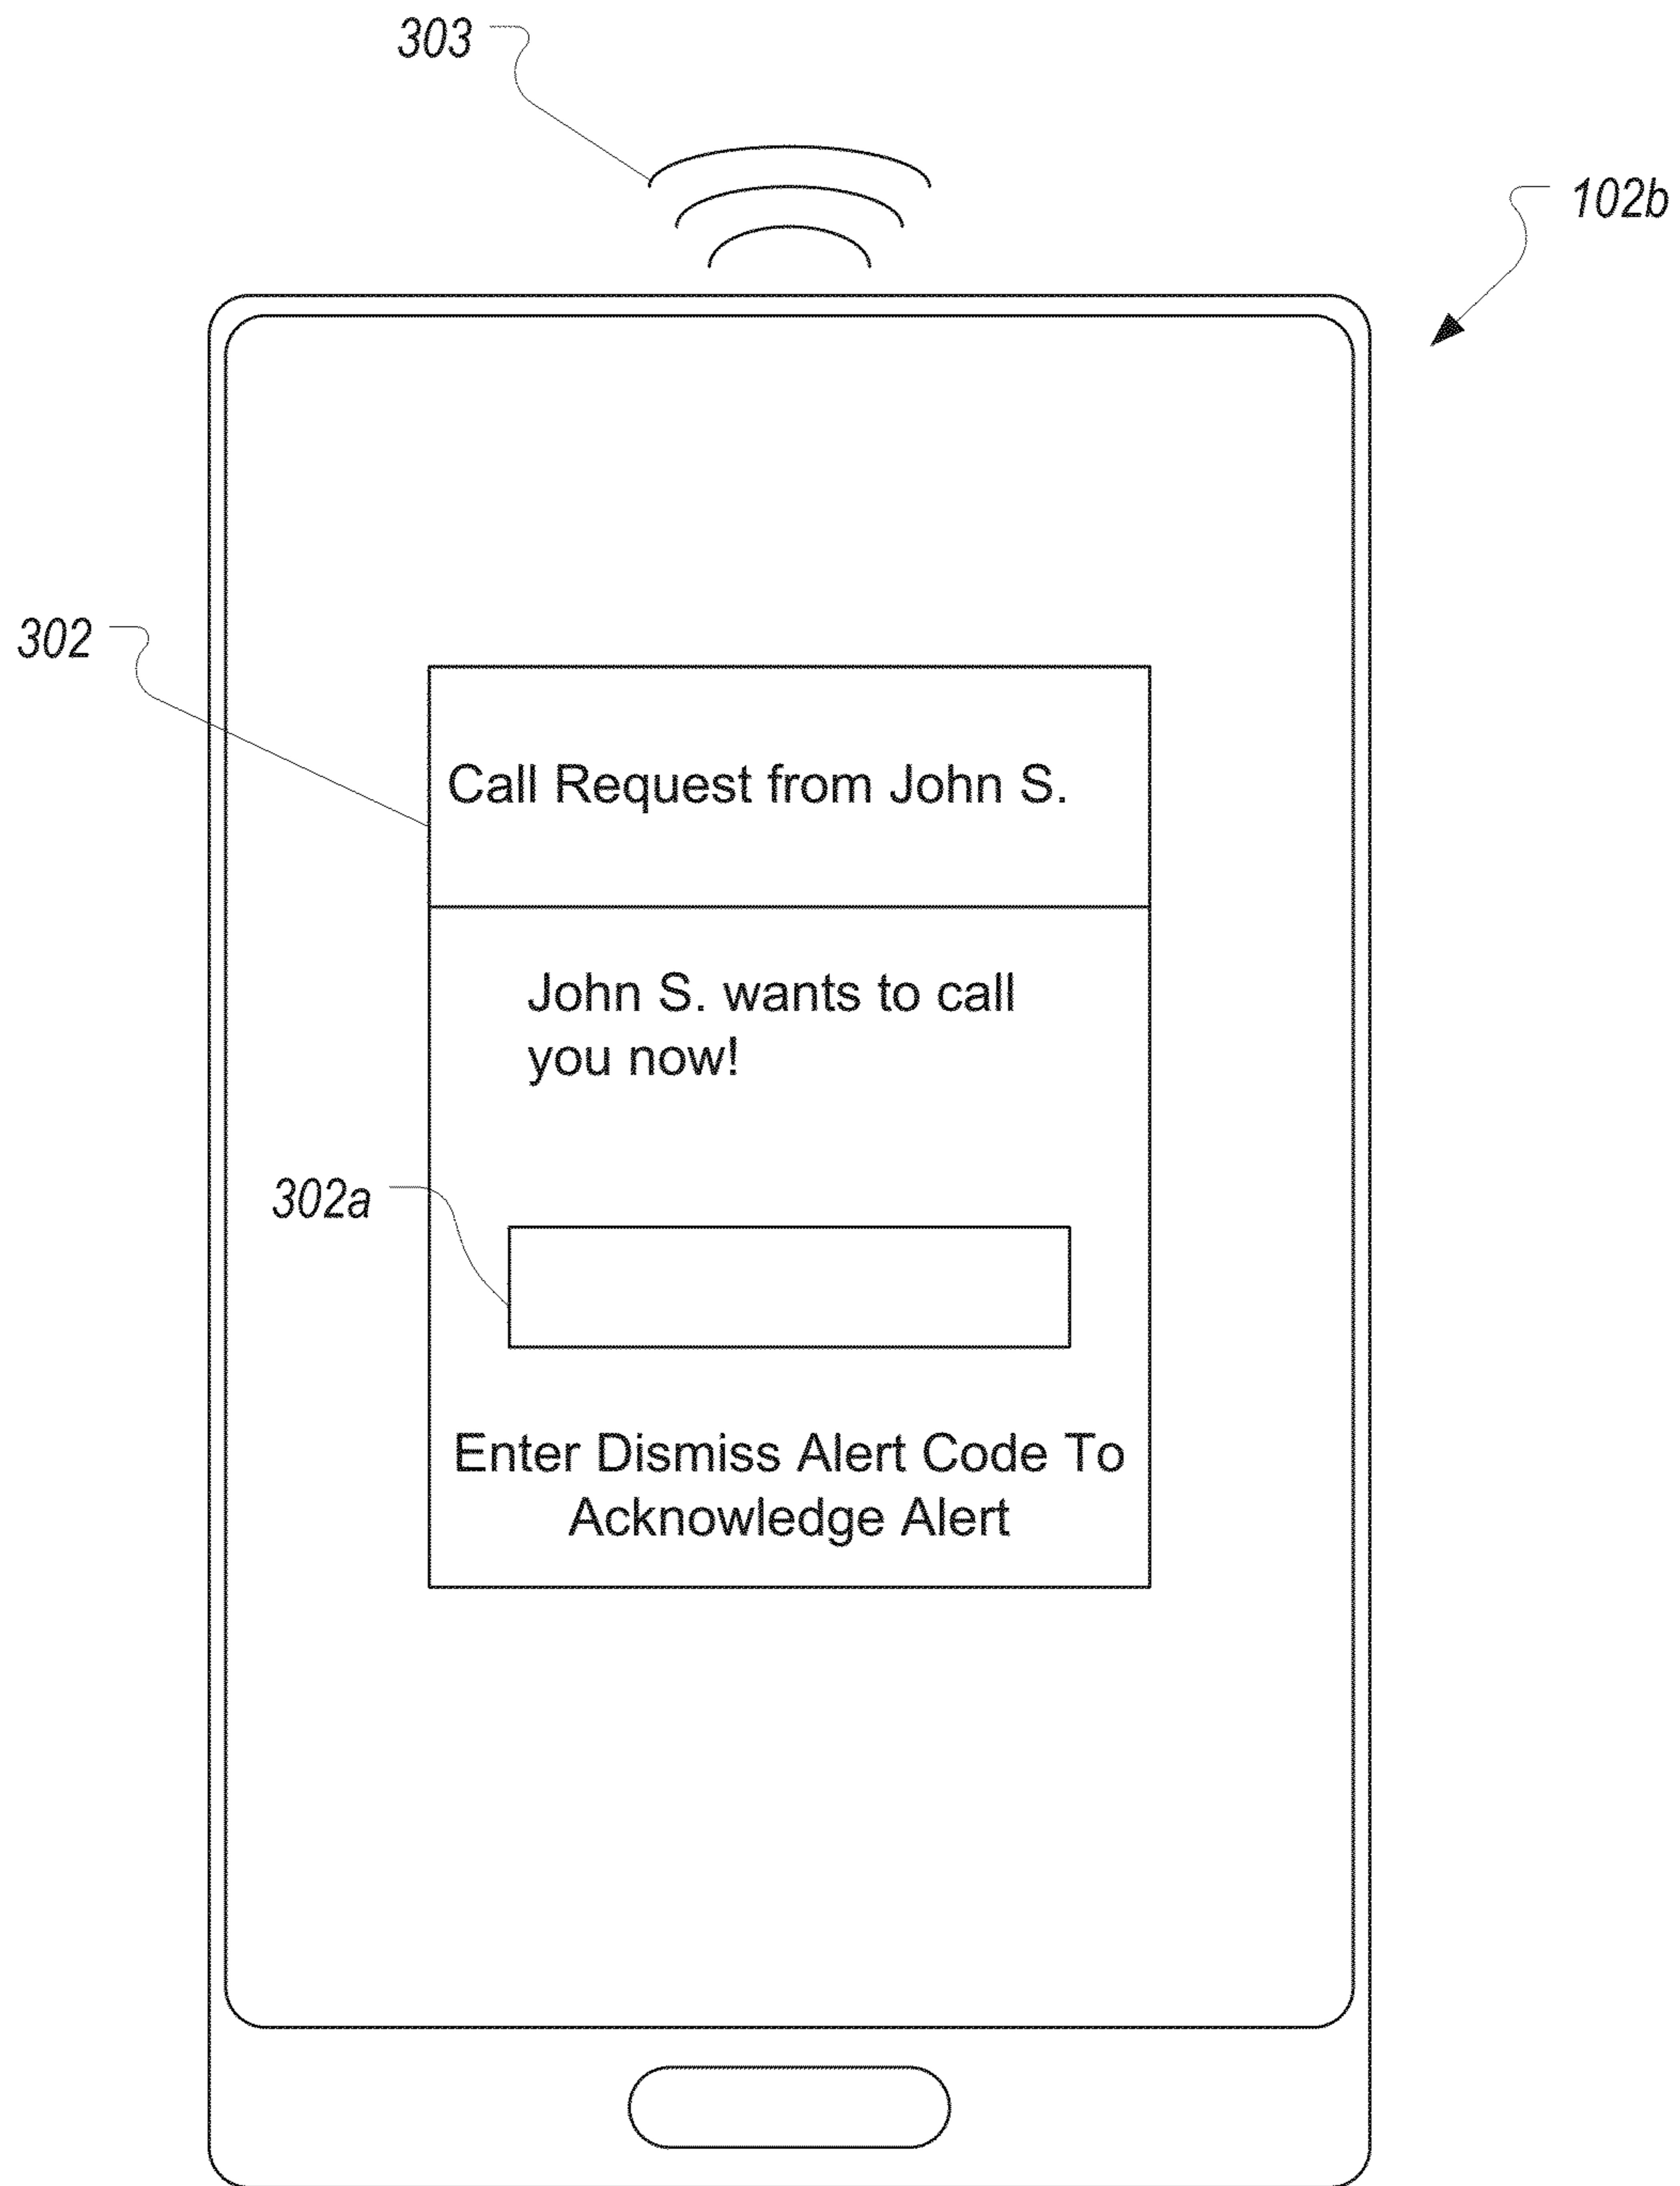 303
102b
302
Call Request from John S.
John S. wants to call
you now!
302a
Enter Dismiss Alert Code To
Acknowledge Alert